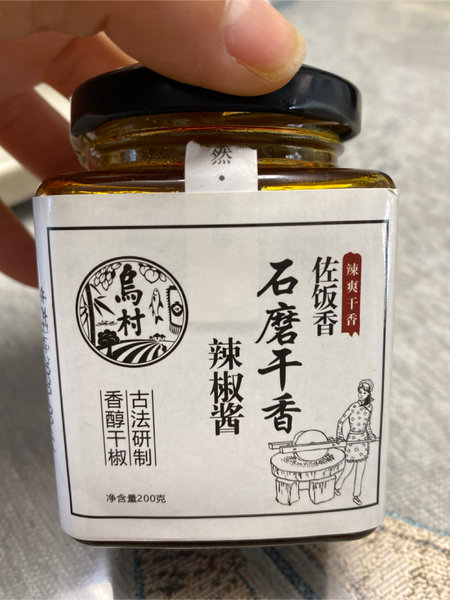 然·
辣爽干香
佐饭香
石磨干香
辣椒酱
烏村
古法研制
香醇干椒
净含量200克